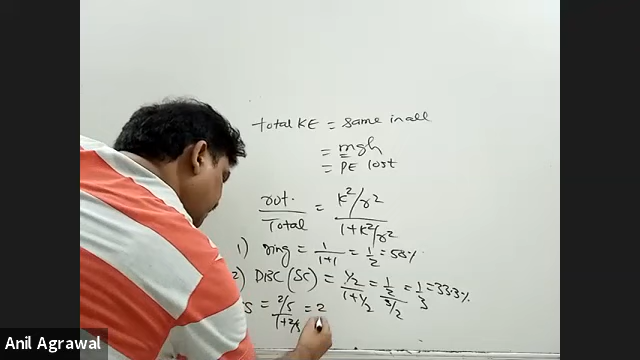 Total KE = same in all
= mgh
= PE lost
rot. / Total = K²/r² / 1+K²/r²
1) ring = 1/1+1 = 1/2 = 50%
2) DISC (SC) = 1/2 / 1+1/2 = 1/2 / 3/2 = 1/3 = 33.3%
S = 2/5 / 1+2/5 = 2
Anil Agrawal